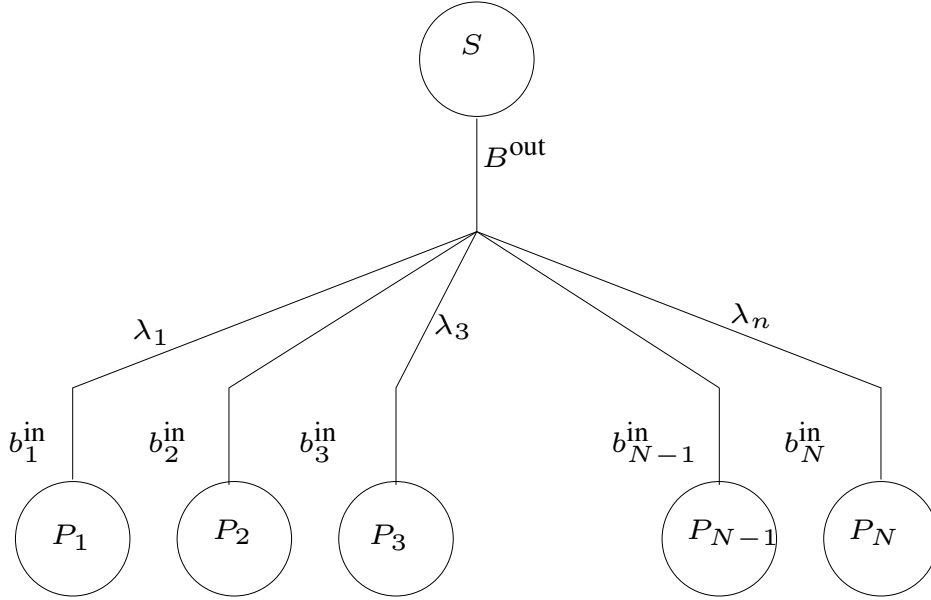 S
B^out
λ_1 λ_3 λ_n
b_1^in b_2^in b_3^in b_{N−1}^in b_N^in
P_1 P_2 P_3 P_{N−1} P_N